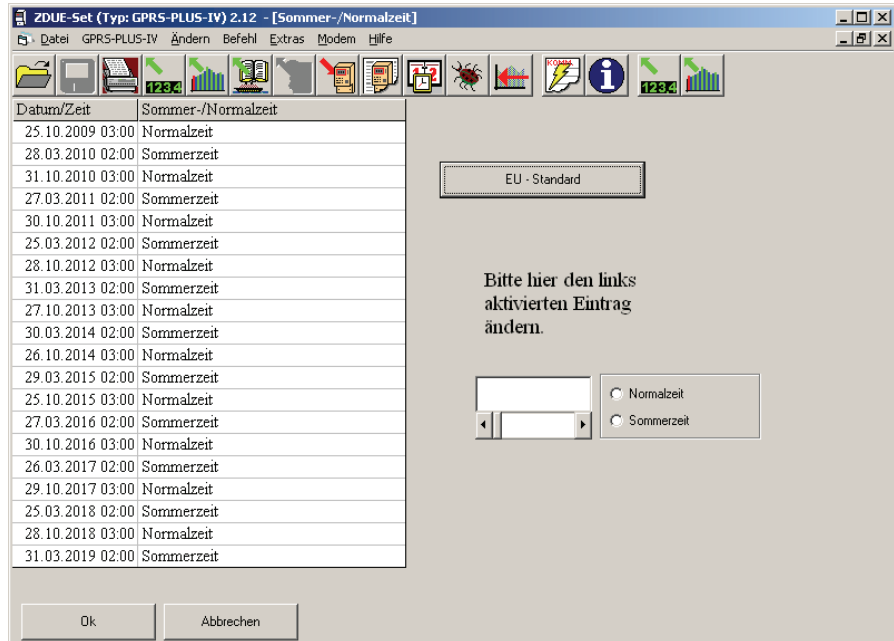 ZDUE-Set (Typ: GPRS-PLUS-IV) 2.12 - [Sommer-/Normalzeit]
Datei GPRS-PLUS-IV Ändern Befehl Extras Modem Hilfe
1234
1 2
KOMM.
i
1234
Datum/Zeit Sommer-/Normalzeit
25.10.2009 03:00 Normalzeit
28.03.2010 02:00 Sommerzeit
31.10.2010 03:00 Normalzeit
27.03.2011 02:00 Sommerzeit
30.10.2011 03:00 Normalzeit
25.03.2012 02:00 Sommerzeit
28.10.2012 03:00 Normalzeit
31.03.2013 02:00 Sommerzeit
27.10.2013 03:00 Normalzeit
30.03.2014 02:00 Sommerzeit
26.10.2014 03:00 Normalzeit
29.03.2015 02:00 Sommerzeit
25.10.2015 03:00 Normalzeit
27.03.2016 02:00 Sommerzeit
30.10.2016 03:00 Normalzeit
26.03.2017 02:00 Sommerzeit
29.10.2017 03:00 Normalzeit
25.03.2018 02:00 Sommerzeit
28.10.2018 03:00 Normalzeit
31.03.2019 02:00 Sommerzeit
EU - Standard
Bitte hier den links
aktivierten Eintrag
ändern.
Normalzeit
Sommerzeit
Ok Abbrechen